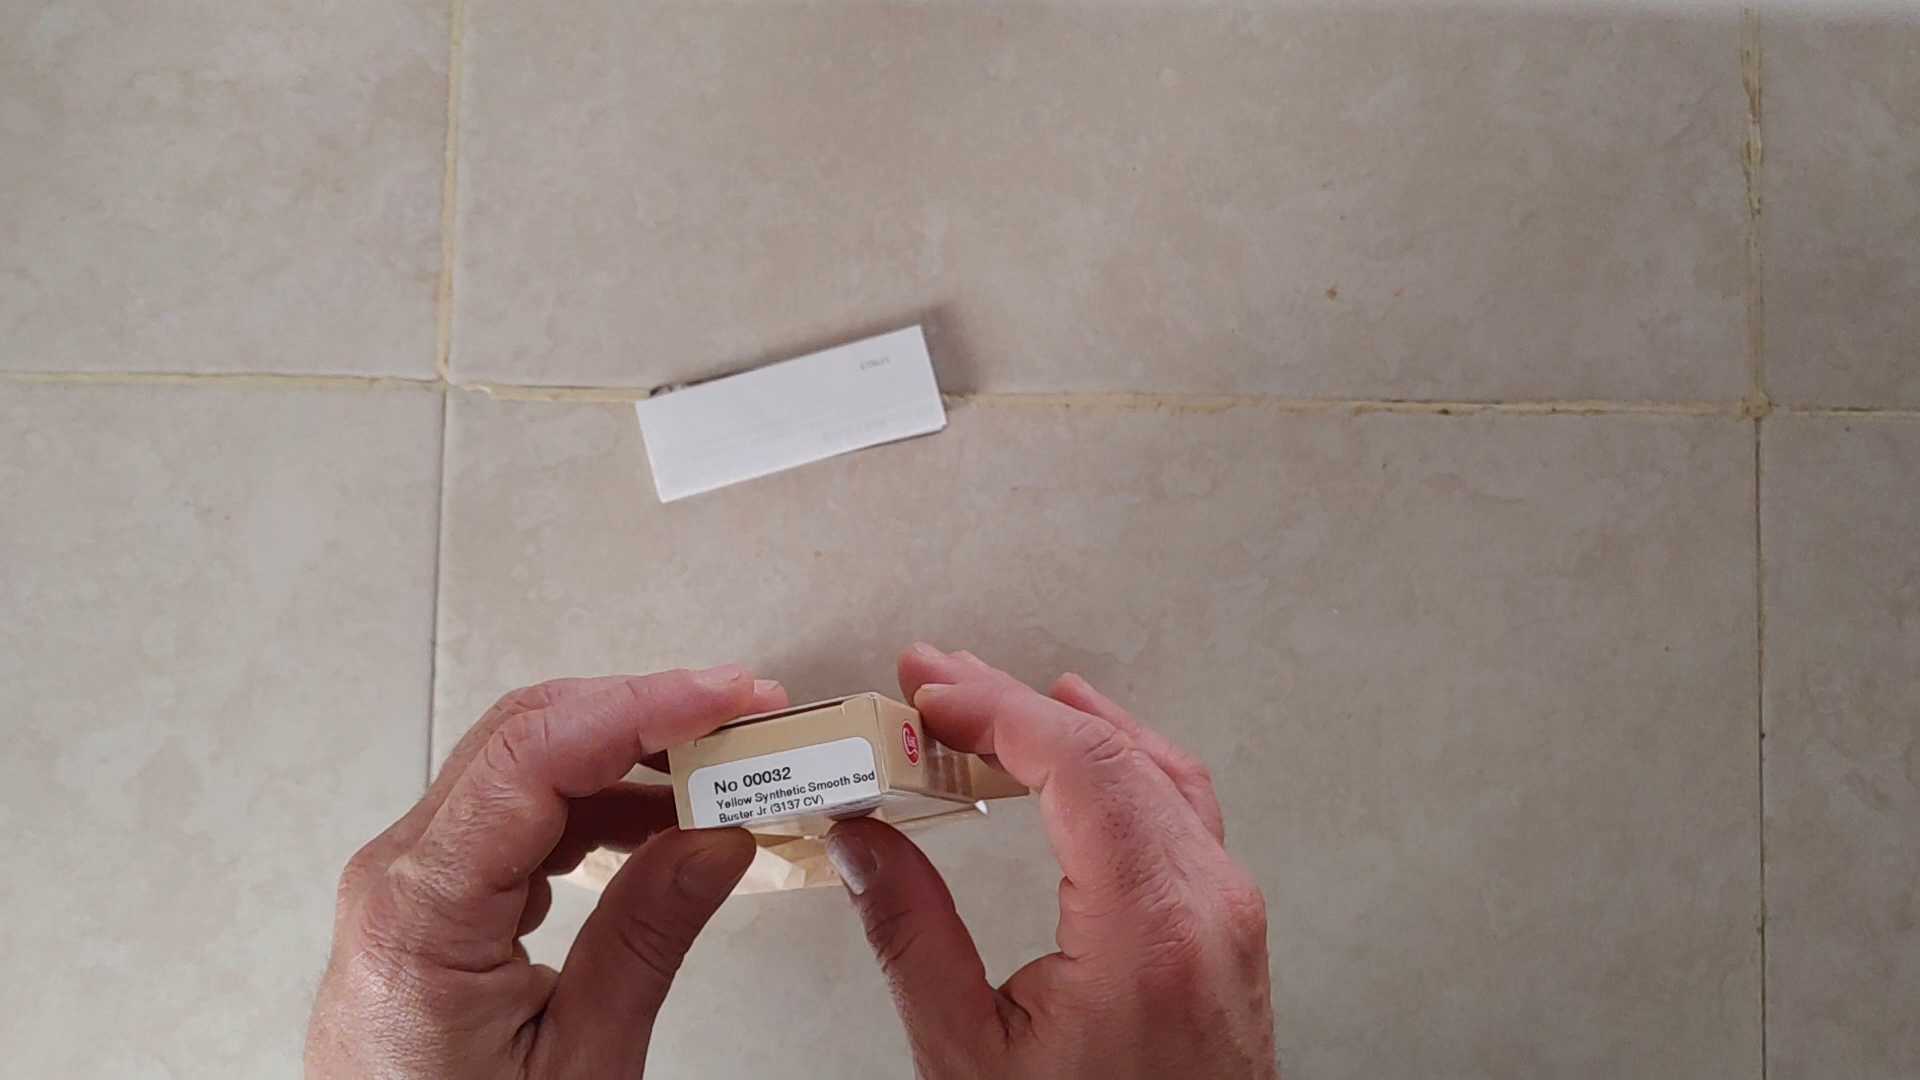 No 00032
Yellow Synthetic Smooth Sod
Buster Jr (3137 CV)